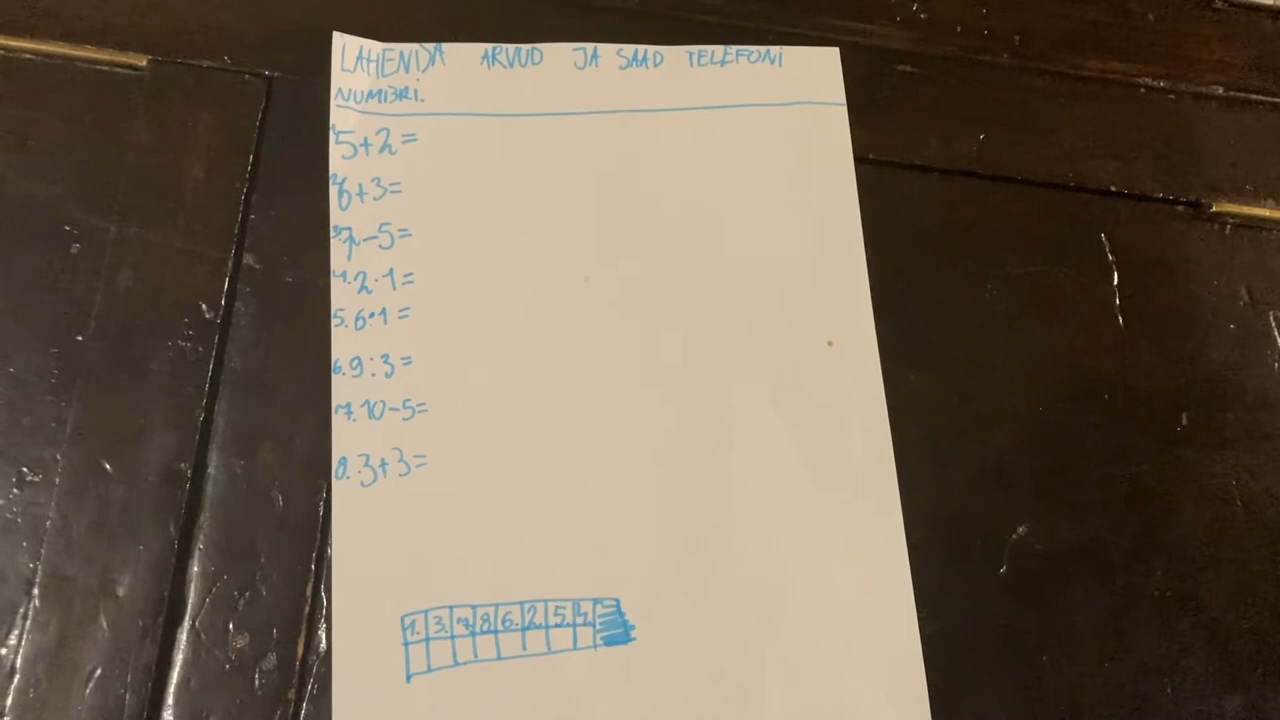 LAHENDA ARVUD JA SAAD TELEFONI
NUMBRI.
1.5+2=
2.6+3=
3.7-5=
4.2·1=
5.6·1=
6.9:3=
7.10-5=
8.3+3=
1. 3. 7. 8. 6. 2. 5. 4.